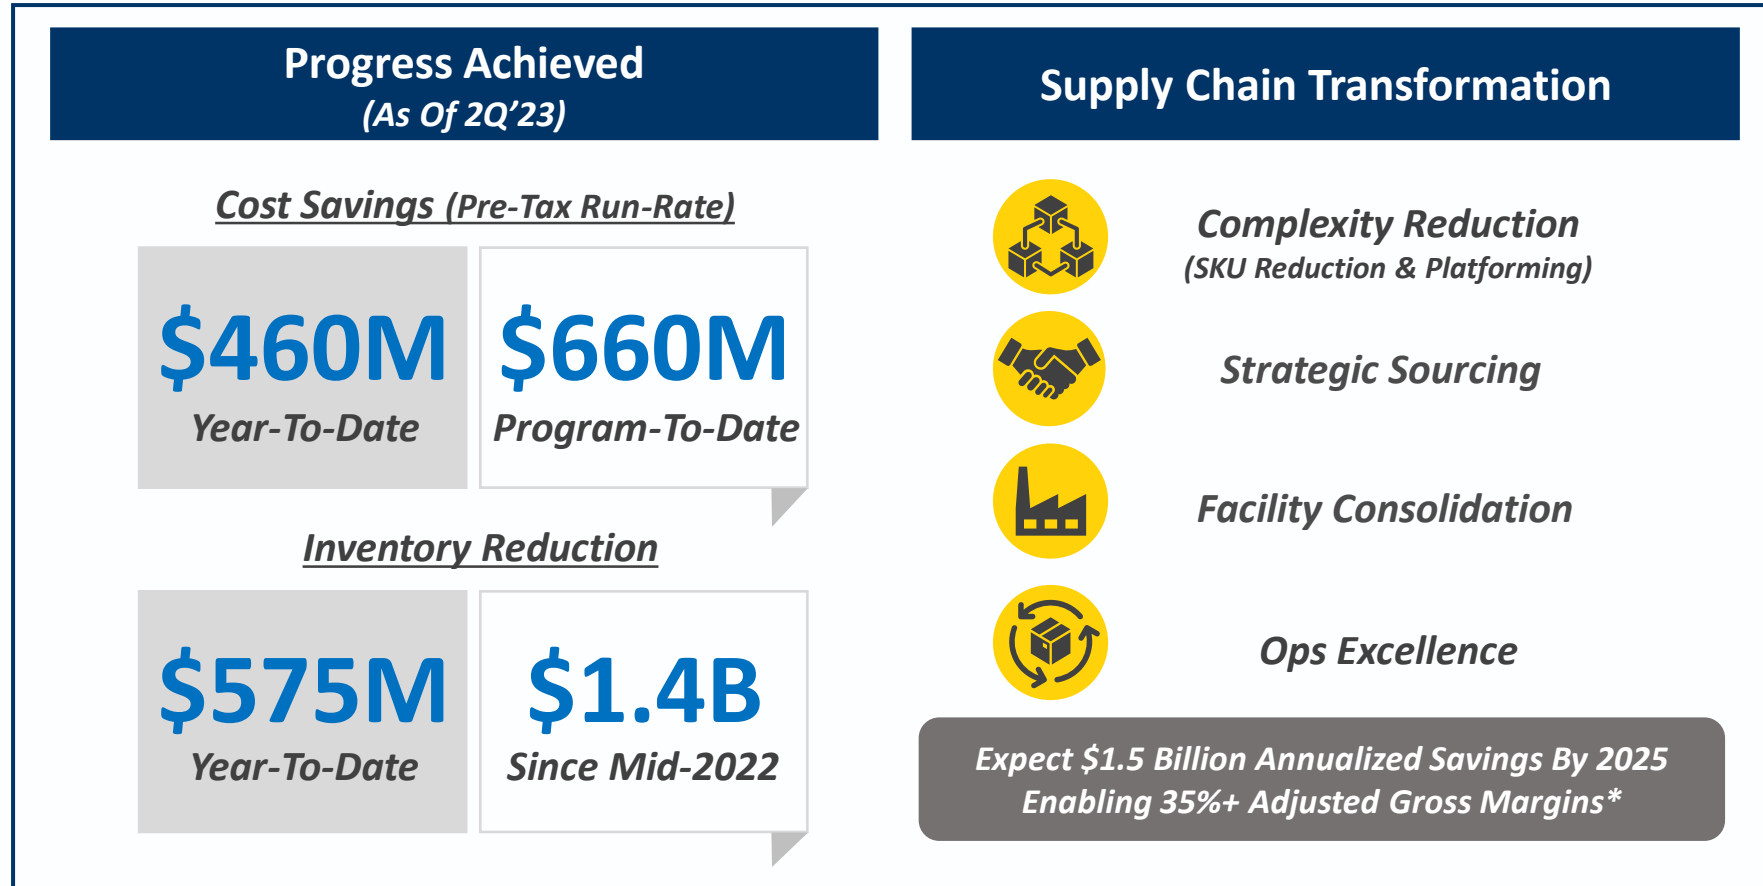 Progress Achieved
(As Of 2Q’23)
Cost Savings (Pre-Tax Run-Rate)
$460M
Year-To-Date
$660M
Program-To-Date
Inventory Reduction
$575M
Year-To-Date
$1.4B
Since Mid-2022
Supply Chain Transformation
Complexity Reduction
(SKU Reduction & Platforming)
Strategic Sourcing
Facility Consolidation
Ops Excellence
Expect $1.5 Billion Annualized Savings By 2025
Enabling 35%+ Adjusted Gross Margins*